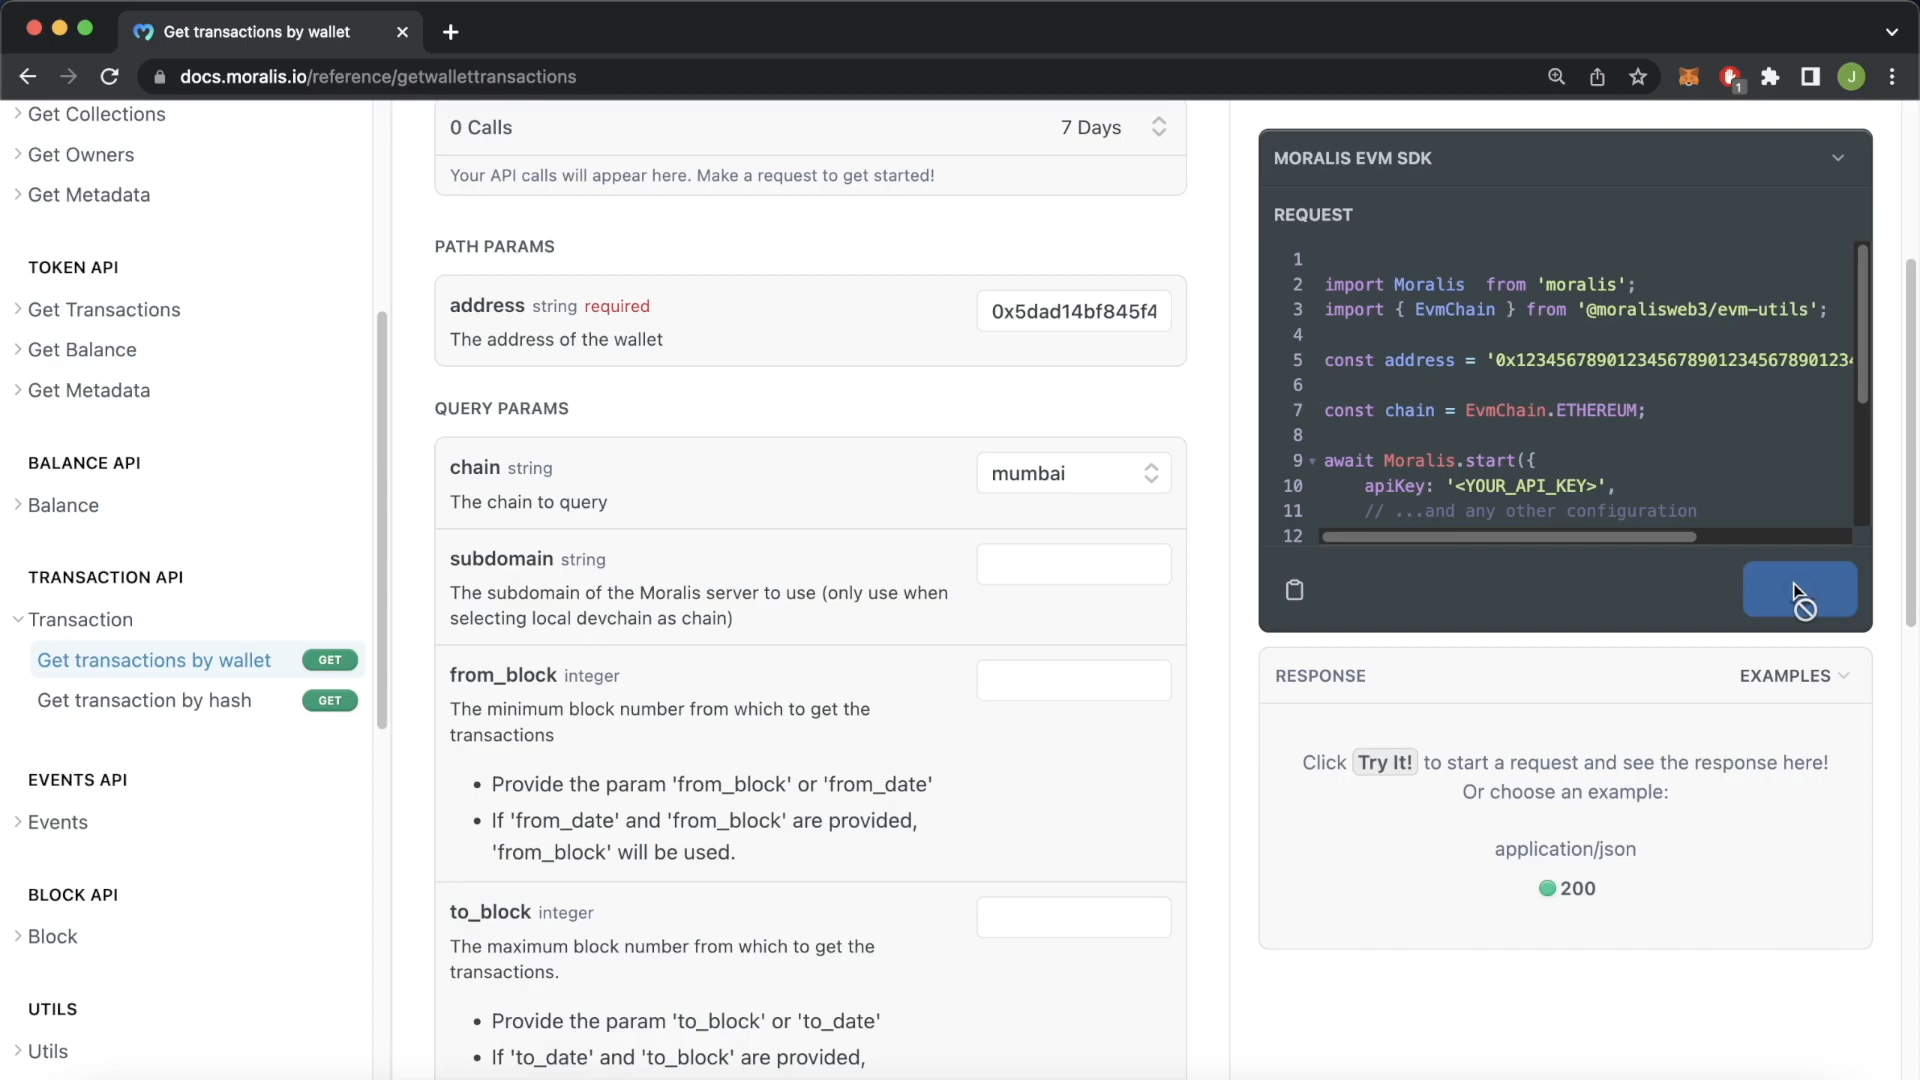 Get transactions by wallet
docs.moralis.io/reference/getwallettransactions
1
J
Get Collections
Get Owners
Get Metadata
TOKEN API
Get Transactions
Get Balance
Get Metadata
BALANCE API
Balance
TRANSACTION API
Transaction
Get transactions by wallet GET
Get transaction by hash GET
EVENTS API
Events
BLOCK API
Block
UTILS
Utils
0 Calls 7 Days
Your API calls will appear here. Make a request to get started!
PATH PARAMS
address string required 0x5dad14bf845f4
The address of the wallet
QUERY PARAMS
chain string mumbai
The chain to query
subdomain string
The subdomain of the Moralis server to use (only use when
selecting local devchain as chain)
from_block integer
The minimum block number from which to get the
transactions
• Provide the param 'from_block' or 'from_date'
• If 'from_date' and 'from_block' are provided,
'from_block' will be used.
to_block integer
The maximum block number from which to get the
transactions.
• Provide the param 'to_block' or 'to_date'
• If 'to_date' and 'to_block' are provided,
MORALIS EVM SDK
REQUEST
1
2 import Moralis from 'moralis';
3 import { EvmChain } from '@moralisweb3/evm-utils';
4
5 const address = '0x1234567890123456789012345678901234
6
7 const chain = EvmChain.ETHEREUM;
8
9 await Moralis.start({
10 apiKey: '<YOUR_API_KEY>',
11 // ...and any other configuration
12
RESPONSE EXAMPLES
Click Try It! to start a request and see the response here!
Or choose an example:
application/json
200